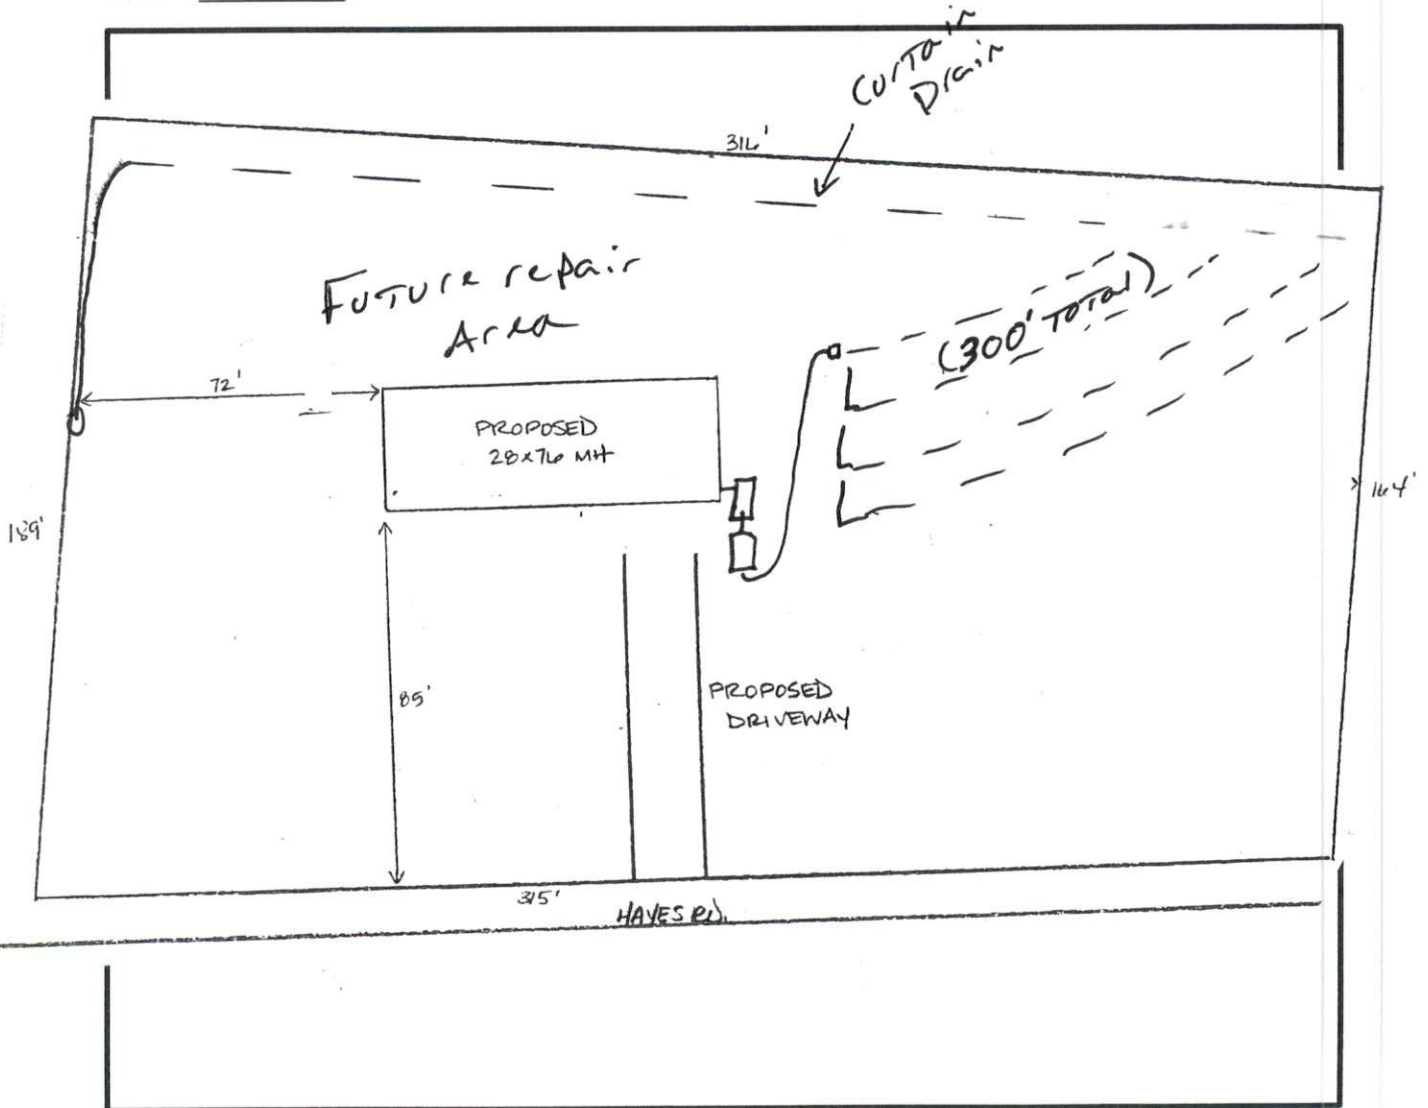 Curtain
Drain
316'
Future repair
Area
(300' TOTAL)
72'
PROPOSED
28x76 MH
164'
189'
85'
PROPOSED
DRIVEWAY
315'
HAYES RD.